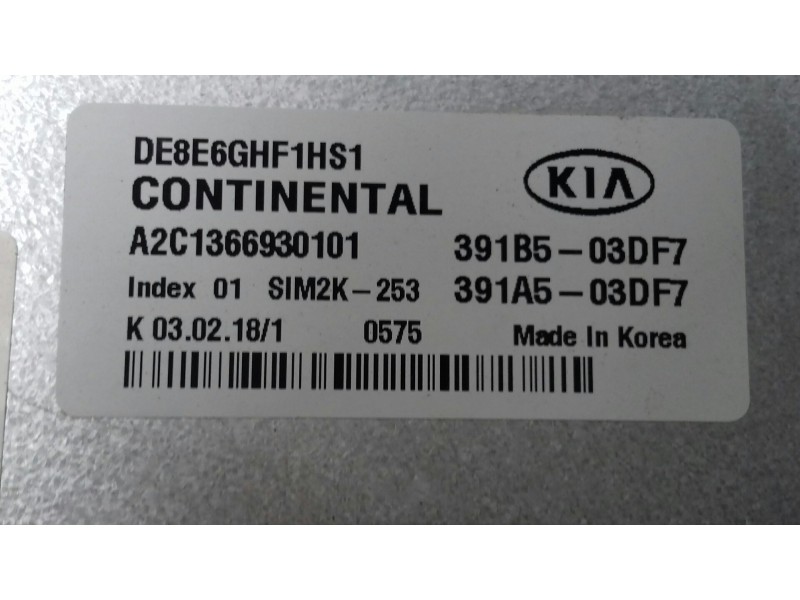 DE8E6GHF1HS1
CONTINENTAL
KIA
A2C1366930101 391B5-03DF7
Index 01 SIM2K-253 391A5-03DF7
K 03.02.18/1 0575 Made In Korea